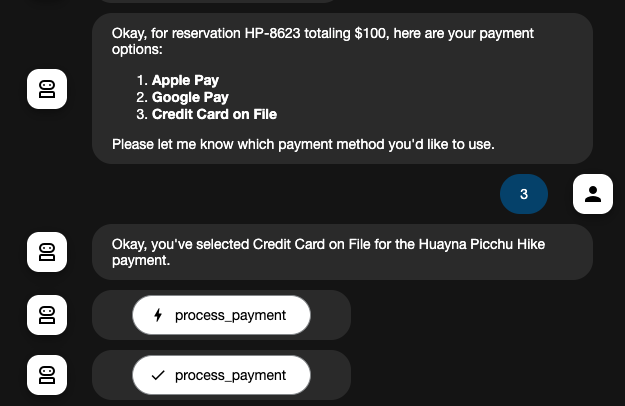 Okay, for reservation HP-8623 totaling $100, here are your payment
options:
1. Apple Pay
2. Google Pay
3. Credit Card on File
Please let me know which payment method you'd like to use.
3
Okay, you've selected Credit Card on File for the Huayna Picchu Hike
payment.
process_payment
process_payment